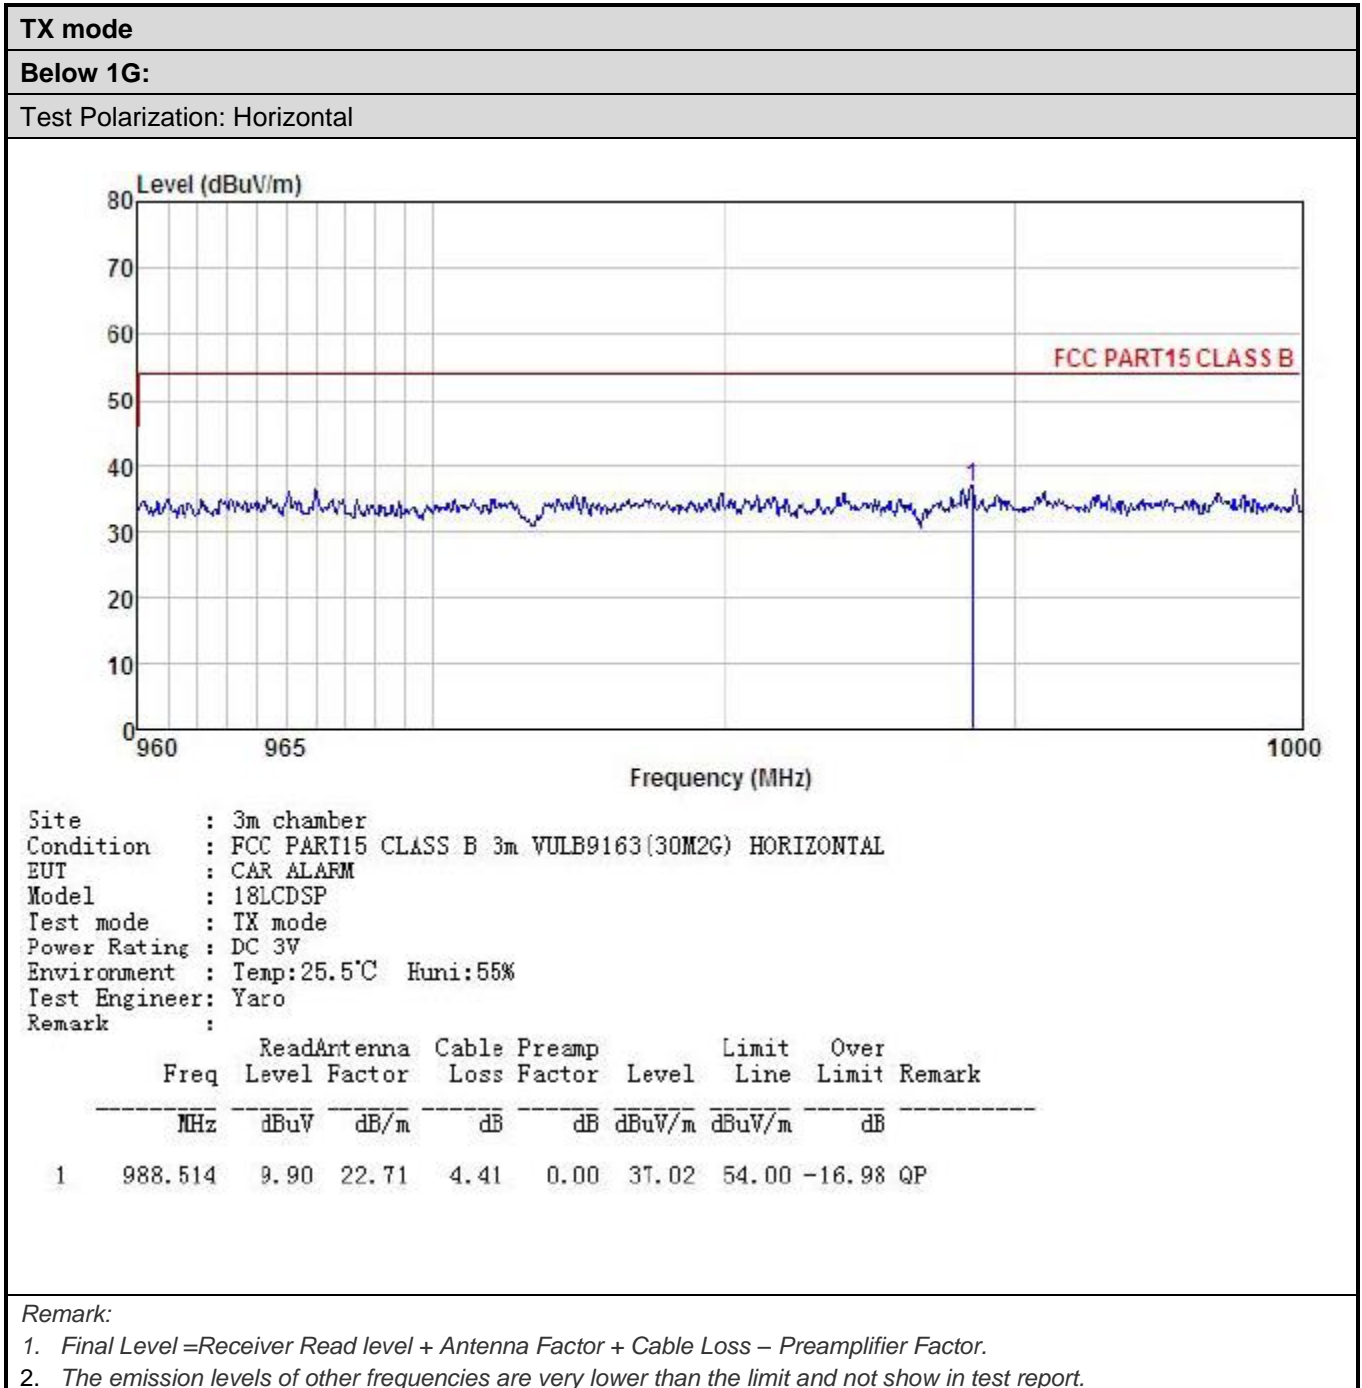 TX mode
Below 1G:
Test Polarization: Horizontal
Level (dBuV/m)
80
70
60
FCC PART15 CLASS B
50
40
1
30
20
10
0
960 965 1000
Frequency (MHz)
Site : 3m chamber
Condition : FCC PART15 CLASS B 3m VULB9163(30M2G) HORIZONTAL
EUT : CAR ALARM
Model : 18LCDSP
Test mode : TX mode
Power Rating : DC 3V
Environment : Temp:25.5°C Huni:55%
Test Engineer: Yaro
Remark :
ReadAntenna Cable Preamp Limit Over
Freq Level Factor Loss Factor Level Line Limit Remark
MHz dBuV dB/m dB dB dBuV/m dBuV/m dB
1 988.514 9.90 22.71 4.41 0.00 37.02 54.00 -16.98 QP
Remark:
1. Final Level =Receiver Read level + Antenna Factor + Cable Loss – Preamplifier Factor.
2. The emission levels of other frequencies are very lower than the limit and not show in test report.